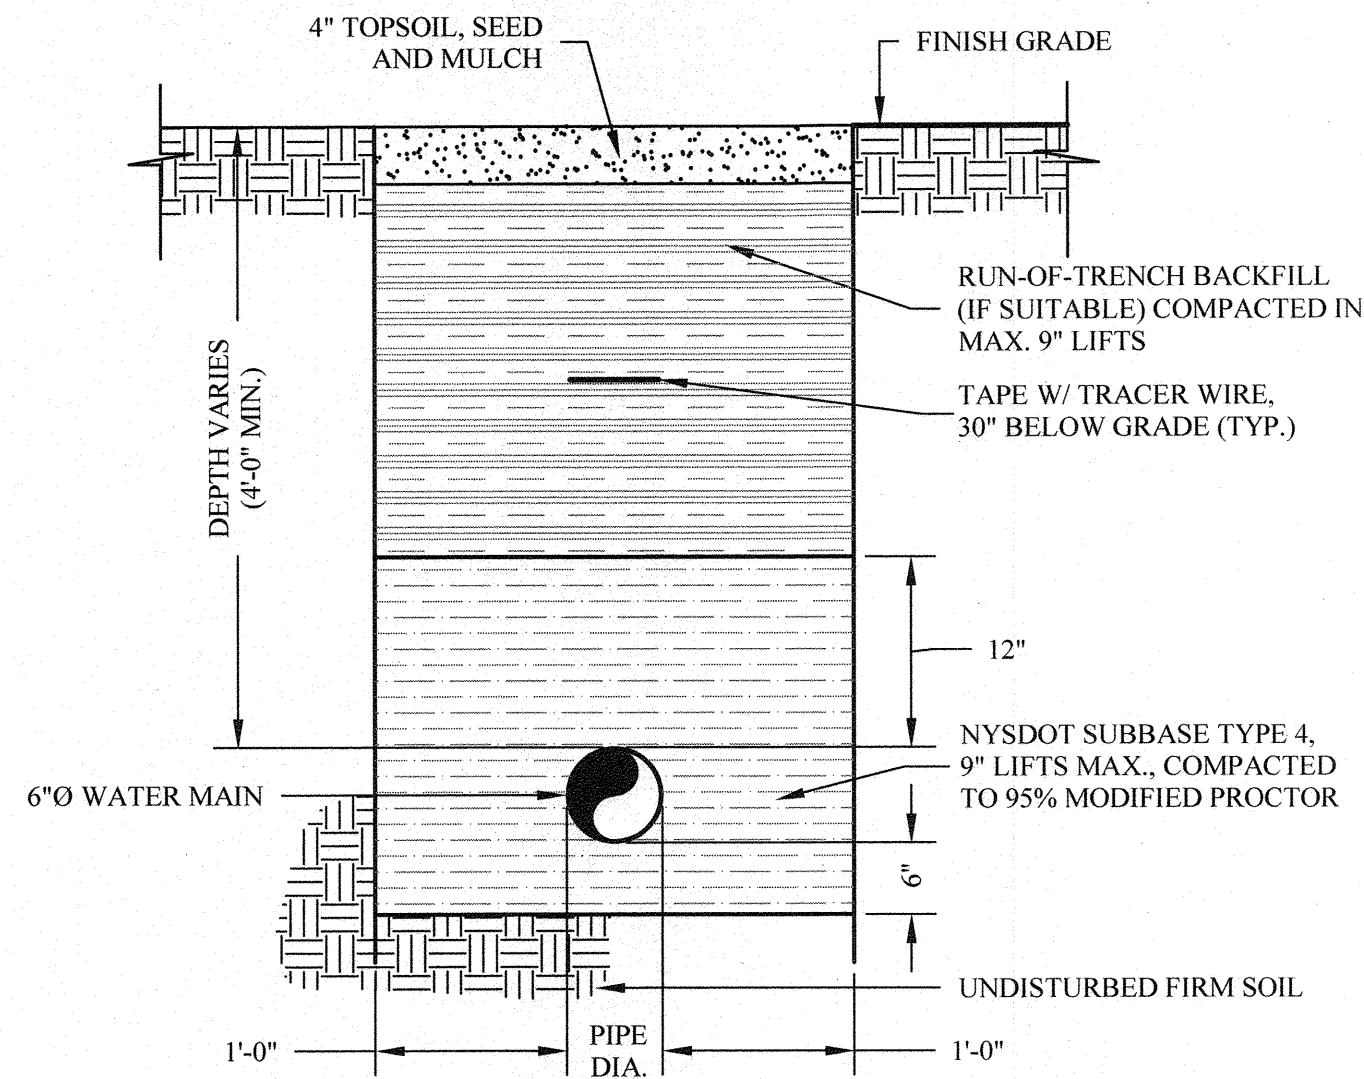 4" TOPSOIL, SEED
AND MULCH
FINISH GRADE
RUN-OF-TRENCH BACKFILL
(IF SUITABLE) COMPACTED IN
MAX. 9" LIFTS
TAPE W/ TRACER WIRE,
30" BELOW GRADE (TYP.)
DEPTH VARIES
(4'-0" MIN.)
12"
NYSDOT SUBBASE TYPE 4,
9" LIFTS MAX., COMPACTED
TO 95% MODIFIED PROCTOR
6"Ø WATER MAIN
6"
UNDISTURBED FIRM SOIL
1'-0"
PIPE
DIA.
1'-0"